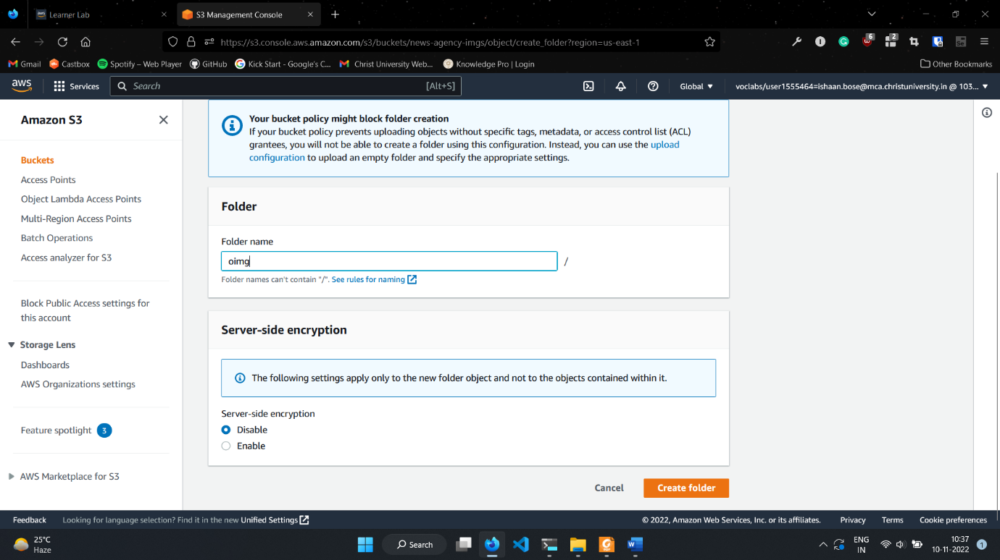 Learner Lab
S3 Management Console
https://s3.console.aws.amazon.com/s3/buckets/news-agency-imgs/object/create_folder?region=us-east-1
6
2
Gmail
Castbox
Spotify – Web Player
GitHub
Kick Start - Google's C...
Christ University Web...
Knowledge Pro | Login
Other Bookmarks
aws
Services
Search
[Alt+S]
Global
voclabs/user1555464=ishaan.bose@mca.christuniversity.in @ 103...
Amazon S3
Buckets
Access Points
Object Lambda Access Points
Multi-Region Access Points
Batch Operations
Access analyzer for S3
Block Public Access settings for
this account
Storage Lens
Dashboards
AWS Organizations settings
Feature spotlight 3
AWS Marketplace for S3
Your bucket policy might block folder creation
If your bucket policy prevents uploading objects without specific tags, metadata, or access control list (ACL)
grantees, you will not be able to create a folder using this configuration. Instead, you can use the upload
configuration to upload an empty folder and specify the appropriate settings.
Folder
Folder name
oimg /
Folder names can't contain "/". See rules for naming
Server-side encryption
The following settings apply only to the new folder object and not to the objects contained within it.
Server-side encryption
Disable
Enable
Cancel
Create folder
Feedback
Looking for language selection? Find it in the new Unified Settings
© 2022, Amazon Web Services, Inc. or its affiliates.
Privacy
Terms
Cookie preferences
25°C
Haze
Search
ENG
IN
10:37
10-11-2022
1